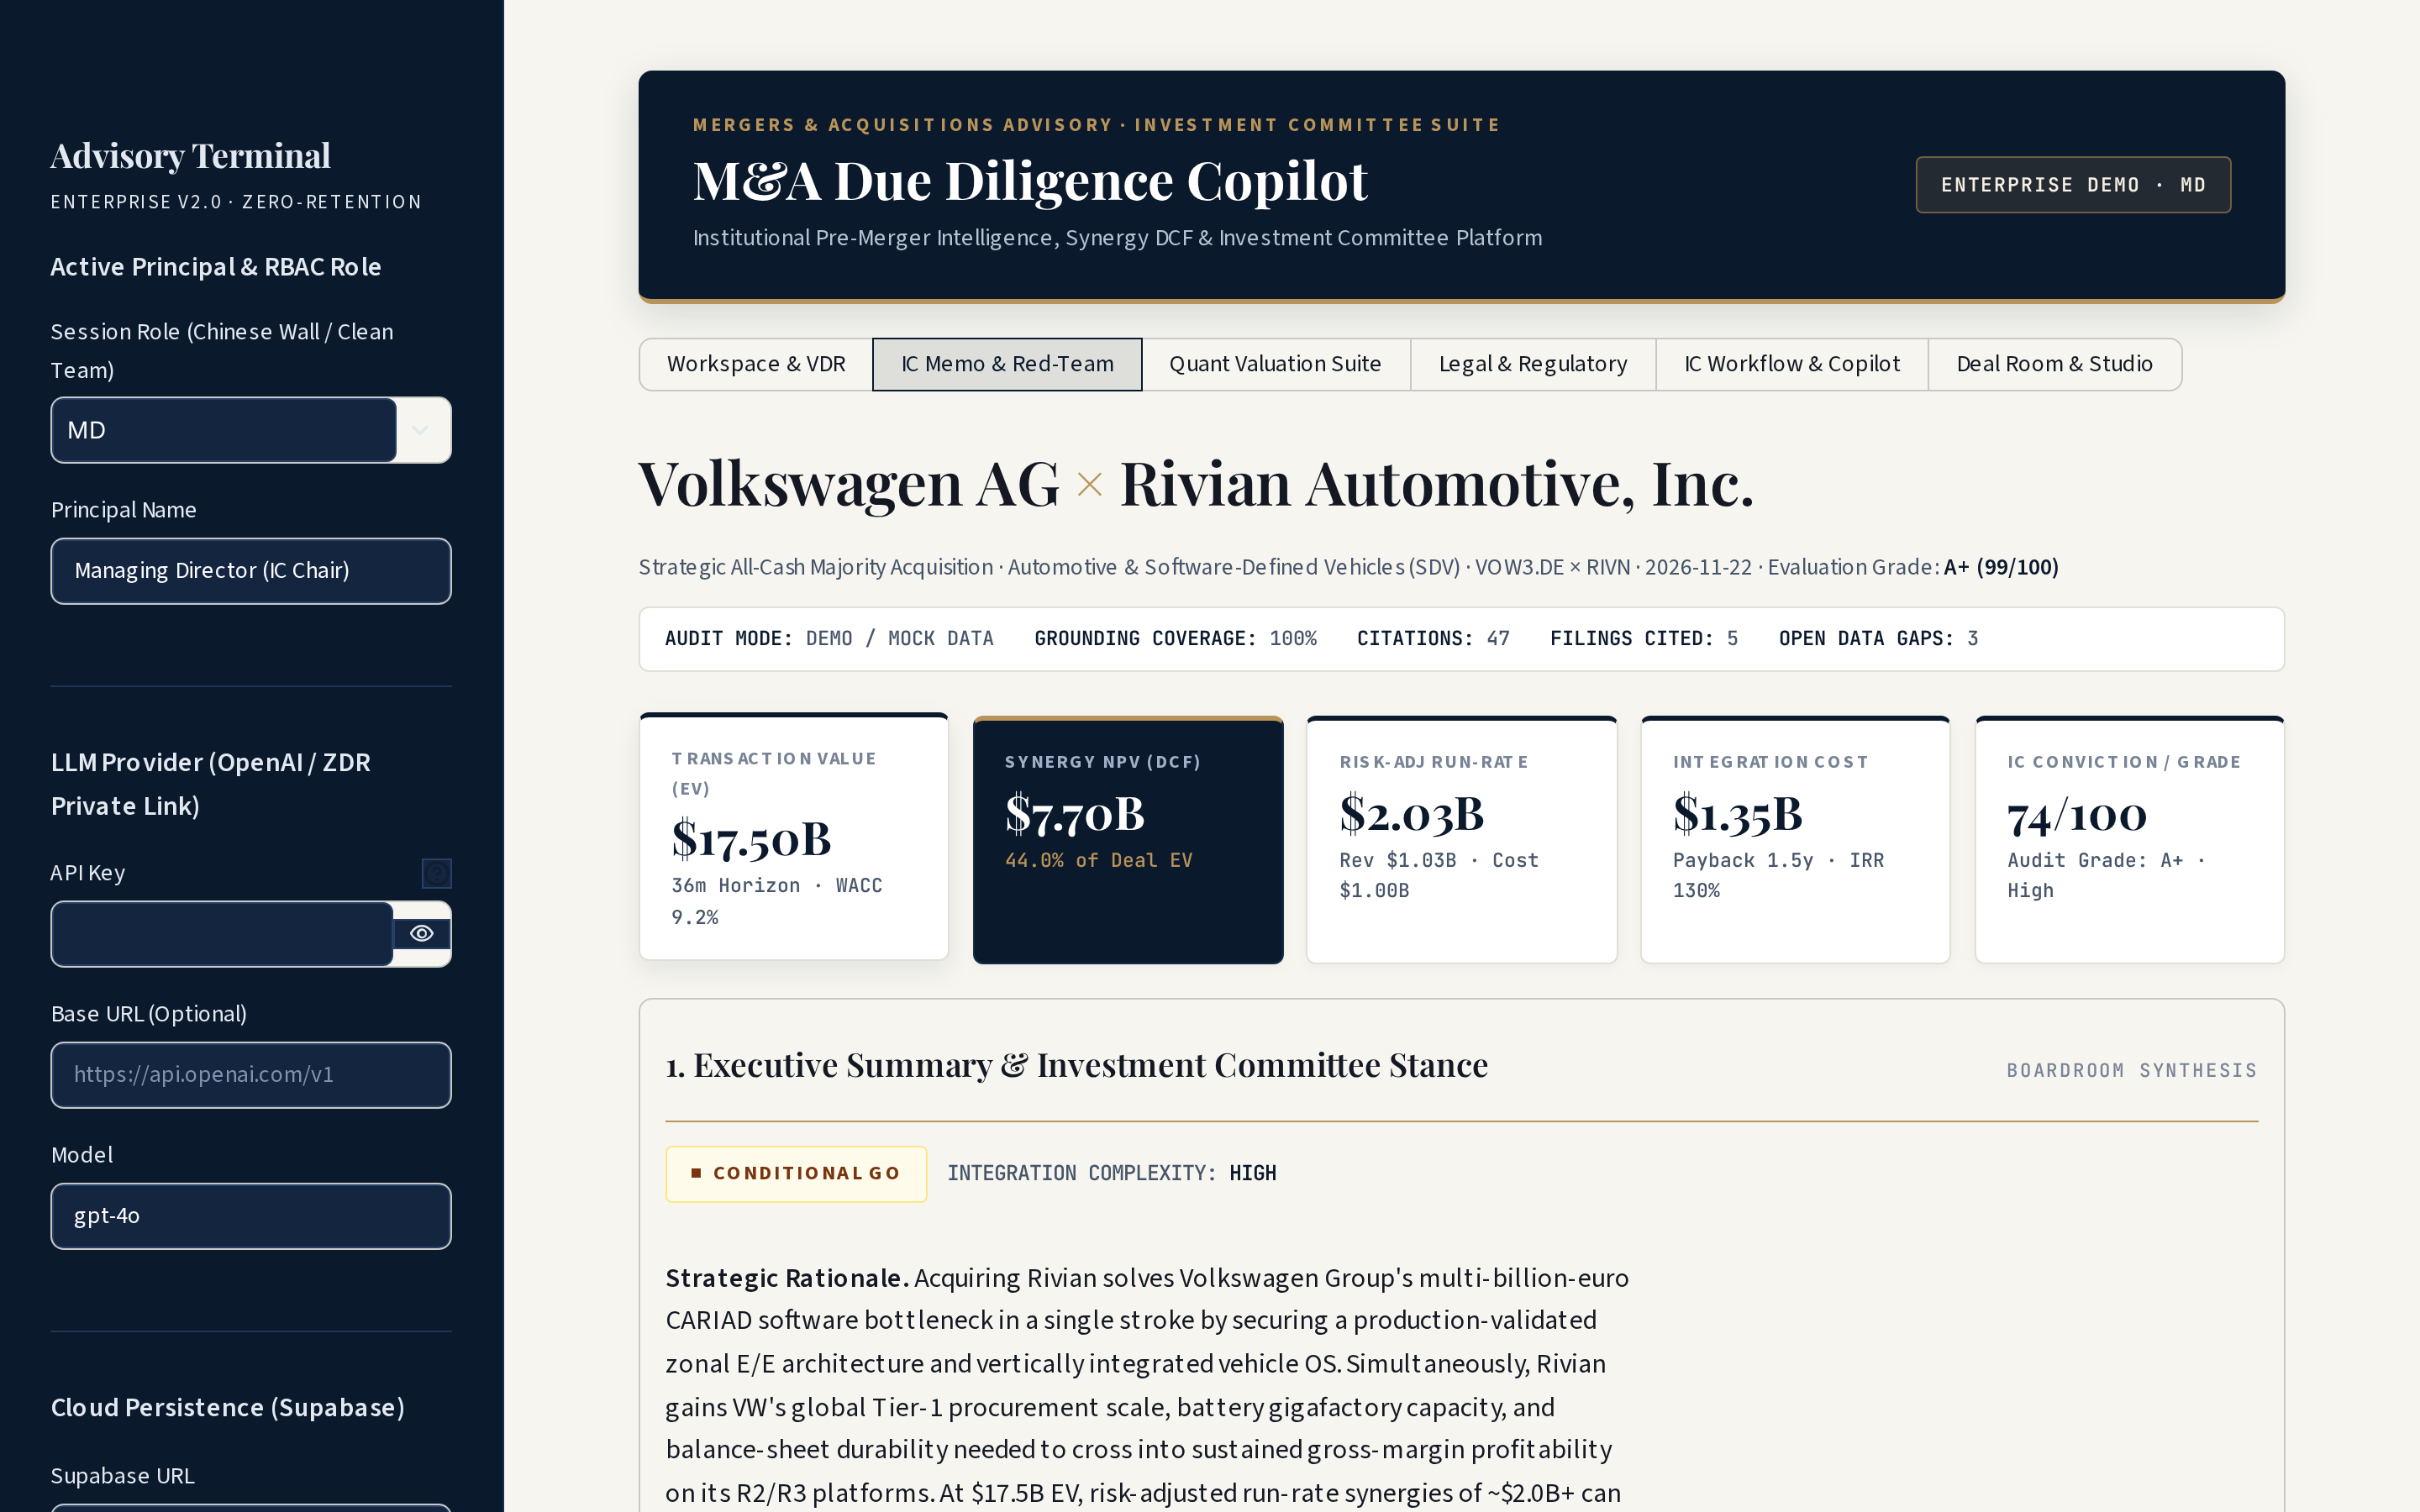 Advisory Terminal
ENTERPRISE V2.0 · ZERO-RETENTION
Active Principal & RBAC Role
Session Role (Chinese Wall / Clean
Team)
MD
Principal Name
Managing Director (IC Chair)
LLM Provider (OpenAI / ZDR
Private Link)
API Key
Base URL (Optional)
https://api.openai.com/v1
Model
gpt-4o
Cloud Persistence (Supabase)
Supabase URL
MERGERS & ACQUISITIONS ADVISORY · INVESTMENT COMMITTEE SUITE
M&A Due Diligence Copilot
Institutional Pre-Merger Intelligence, Synergy DCF & Investment Committee Platform
ENTERPRISE DEMO · MD
Workspace & VDR
IC Memo & Red-Team
Quant Valuation Suite
Legal & Regulatory
IC Workflow & Copilot
Deal Room & Studio
Volkswagen AG × Rivian Automotive, Inc.
Strategic All-Cash Majority Acquisition · Automotive & Software-Defined Vehicles (SDV) · VOW3.DE × RIVN · 2026-11-22 · Evaluation Grade: A+ (99/100)
AUDIT MODE: DEMO / MOCK DATA GROUNDING COVERAGE: 100% CITATIONS: 47 FILINGS CITED: 5 OPEN DATA GAPS: 3
TRANSACTION VALUE
(EV)
$17.50B
36m Horizon · WACC
9.2%
SYNERGY NPV (DCF)
$7.70B
44.0% of Deal EV
RISK-ADJ RUN-RATE
$2.03B
Rev $1.03B · Cost
$1.00B
INTEGRATION COST
$1.35B
Payback 1.5y · IRR
130%
IC CONVICTION / GRADE
74/100
Audit Grade: A+ ·
High
1. Executive Summary & Investment Committee Stance
BOARDROOM SYNTHESIS
CONDITIONAL GO
INTEGRATION COMPLEXITY: HIGH
Strategic Rationale. Acquiring Rivian solves Volkswagen Group's multi-billion-euro
CARIAD software bottleneck in a single stroke by securing a production-validated
zonal E/E architecture and vertically integrated vehicle OS. Simultaneously, Rivian
gains VW's global Tier-1 procurement scale, battery gigafactory capacity, and
balance-sheet durability needed to cross into sustained gross-margin profitability
on its R2/R3 platforms. At $17.5B EV, risk-adjusted run-rate synergies of ~$2.0B+ can